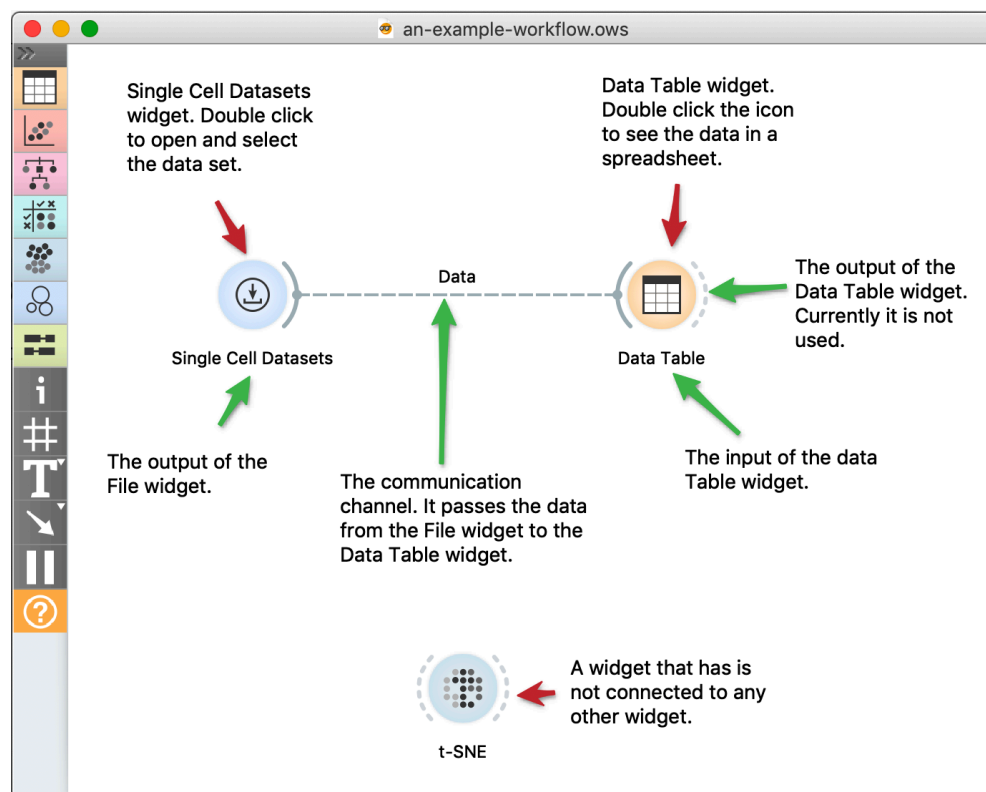 an-example-workflow.ows
Single Cell Datasets
widget. Double click
to open and select
the data set.
Data Table widget.
Double click the icon
to see the data in a
spreadsheet.
Data
The output of the
Data Table widget.
Currently it is not
used.
Single Cell Datasets
Data Table
The output of the
File widget.
The communication
channel. It passes the data
from the File widget to the
Data Table widget.
The input of the data
Table widget.
A widget that has is
not connected to any
other widget.
t-SNE